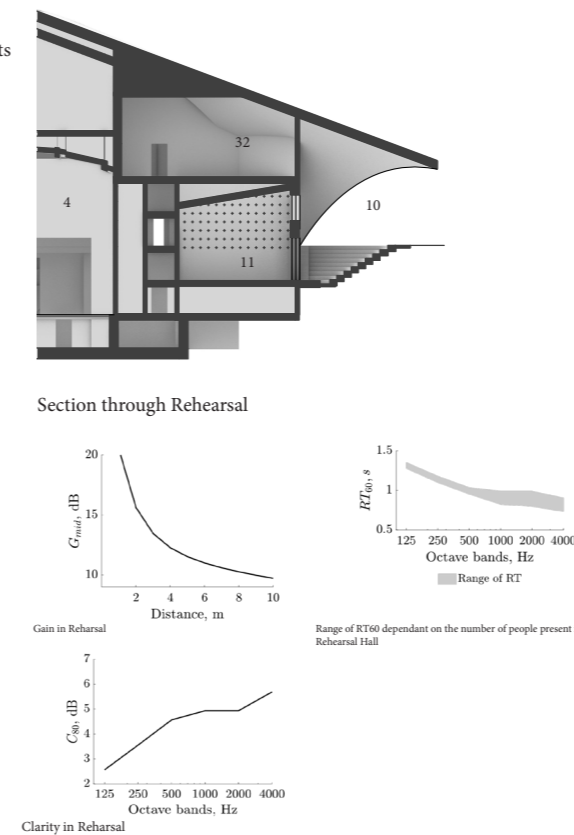 ts
32
4
10
11
Section through Rehearsal
20
15
10
G_mid, dB
2 4 6 8 10
Distance, m
Gain in Reharsal
1.5
1
0.5
RT_60, s
125 250 500 1000 2000 4000
Octave bands, Hz
Range of RT
Range of RT60 dependant on the number of people present
Rehearsal Hall
7
6
5
4
3
2
C_80, dB
125 250 500 1000 2000 4000
Octave bands, Hz
Clarity in Reharsal